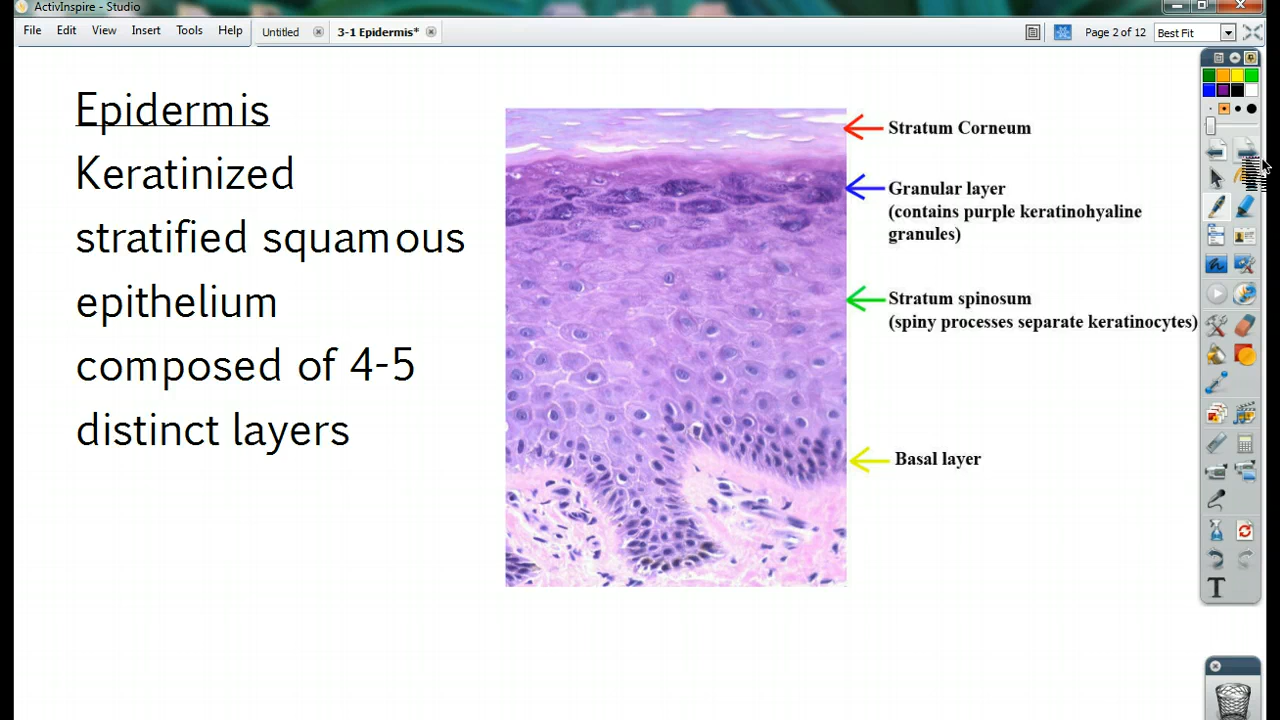 ActivInspire - Studio
File Edit View Insert Tools Help Untitled 3-1 Epidermis* Page 2 of 12 Best Fit
Epidermis
Keratinized
stratified squamous
epithelium
composed of 4-5
distinct layers
Stratum Corneum
Granular layer
(contains purple keratinohyaline
granules)
Stratum spinosum
(spiny processes separate keratinocytes)
Basal layer
T